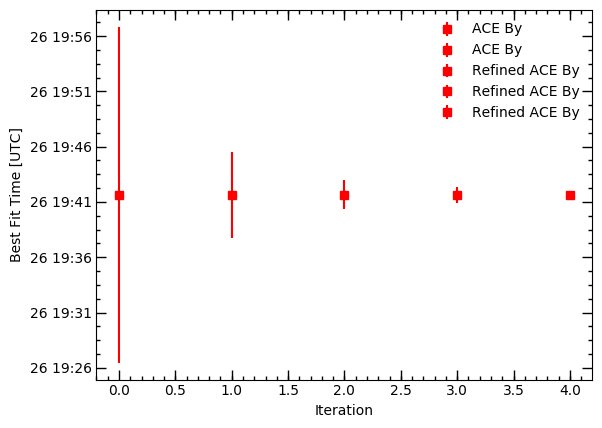 ACE By
ACE By
Refined ACE By
Refined ACE By
Refined ACE By
Best Fit Time [UTC]
26 19:56
26 19:51
26 19:46
26 19:41
26 19:36
26 19:31
26 19:26
0.0 0.5 1.0 1.5 2.0 2.5 3.0 3.5 4.0
Iteration